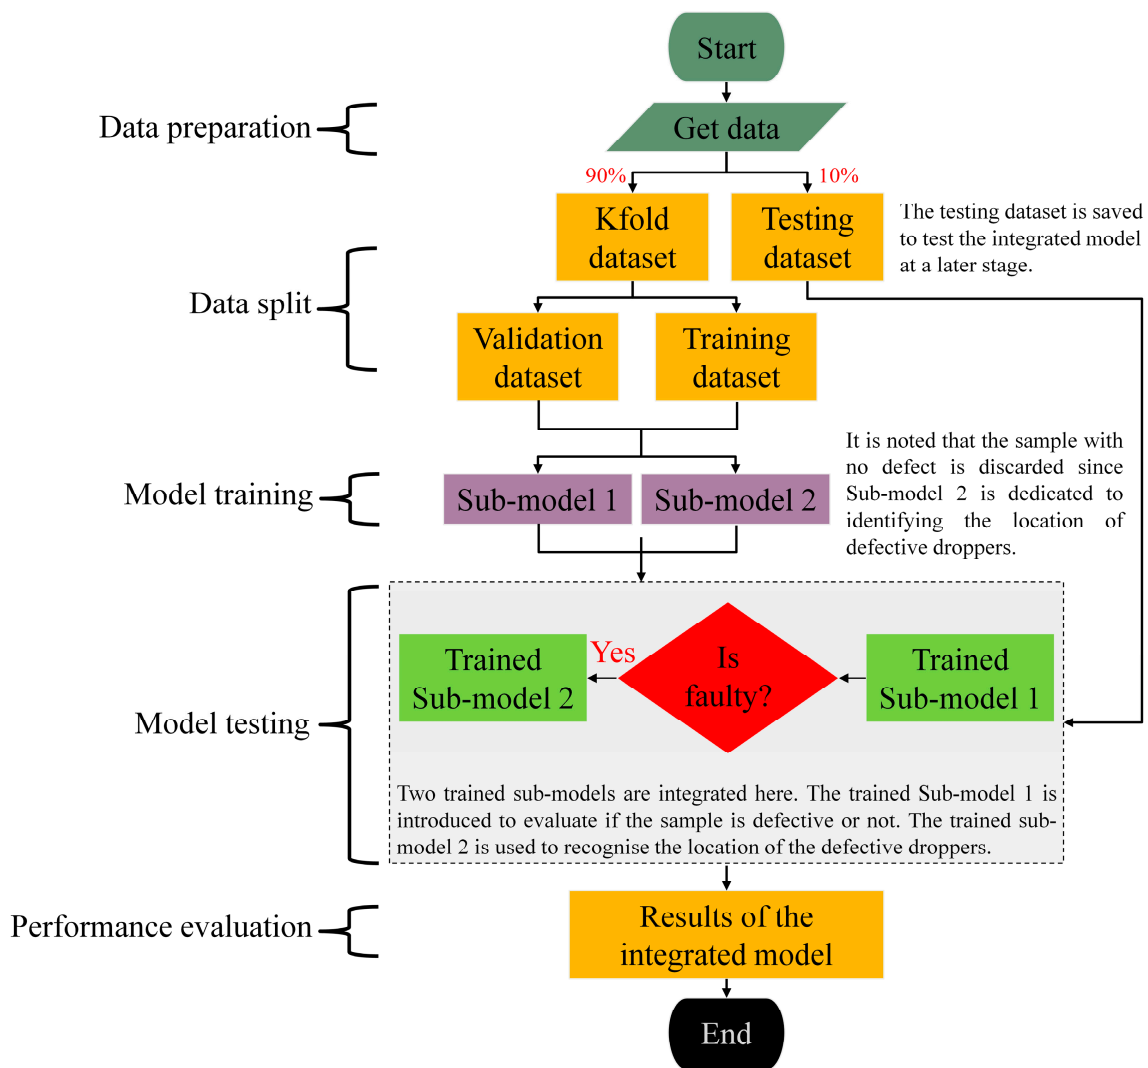 Start
Data preparation
Get data
90%
10%
Kfold
dataset
Testing
dataset
The testing dataset is saved
to test the integrated model
at a later stage.
Data split
Validation
dataset
Training
dataset
It is noted that the sample with
no defect is discarded since
Sub-model 2 is dedicated to
identifying the location of
defective droppers.
Model training
Sub-model 1
Sub-model 2
Model testing
Trained
Sub-model 2
Yes
Is
faulty?
Trained
Sub-model 1
Two trained sub-models are integrated here. The trained Sub-model 1 is
introduced to evaluate if the sample is defective or not. The trained sub-
model 2 is used to recognise the location of the defective droppers.
Performance evaluation
Results of the
integrated model
End